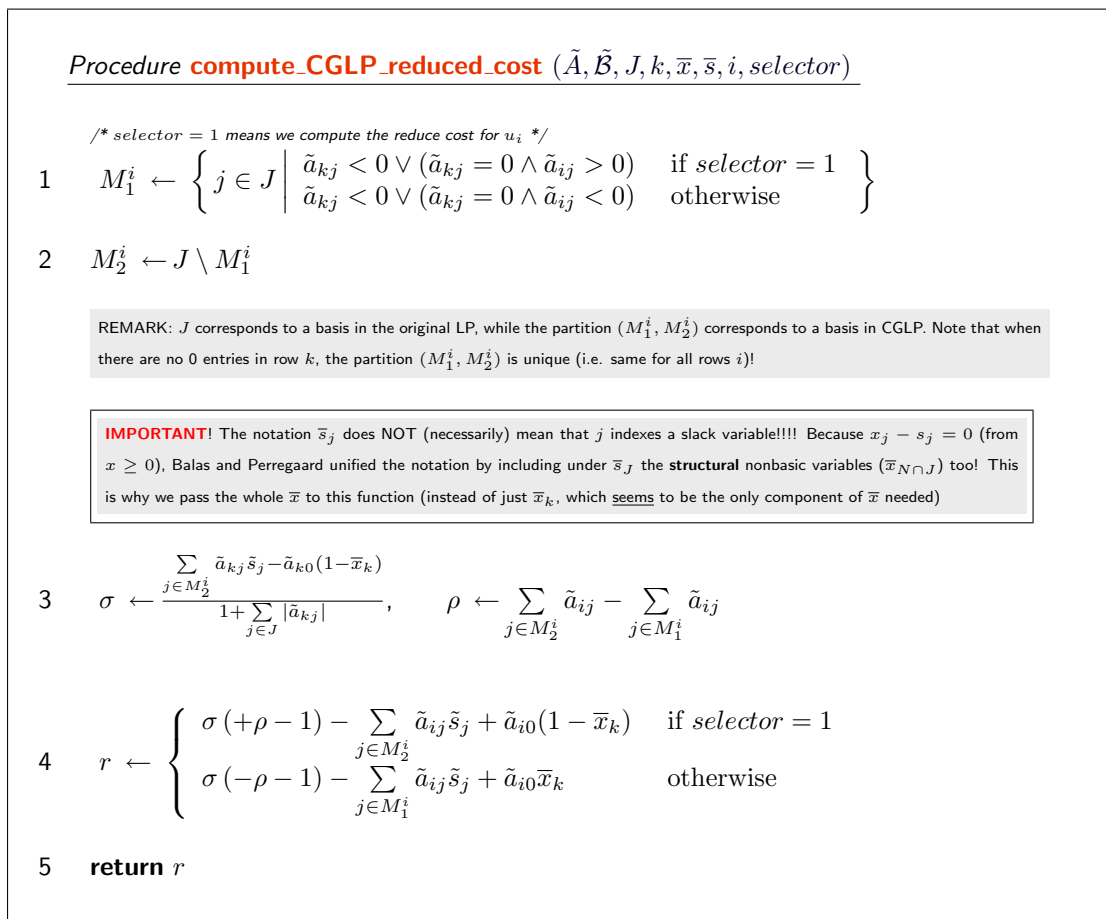 Procedure compute_CGLP_reduced_cost (Ã, B̃, J, k, x̅, s̅, i, selector)
/* selector = 1 means we compute the reduce cost for u_i */
1 M_1^i ← { j ∈ J | ã_kj < 0 ∨ (ã_kj = 0 ∧ ã_ij > 0) if selector = 1
ã_kj < 0 ∨ (ã_kj = 0 ∧ ã_ij < 0) otherwise }
2 M_2^i ← J \ M_1^i
REMARK: J corresponds to a basis in the original LP, while the partition (M_1^i, M_2^i) corresponds to a basis in CGLP. Note that when
there are no 0 entries in row k, the partition (M_1^i, M_2^i) is unique (i.e. same for all rows i)!
IMPORTANT! The notation s̅_j does NOT (necessarily) mean that j indexes a slack variable!!!! Because x_j − s_j = 0 (from
x ≥ 0), Balas and Perregaard unified the notation by including under s̅_J the structural nonbasic variables (x̅_{N∩J}) too! This
is why we pass the whole x̅ to this function (instead of just x̅_k, which seems to be the only component of x̅ needed)
3 σ ← (∑_{j∈M_2^i} ã_kj s̃_j − ã_k0(1−x̅_k)) / (1 + ∑_{j∈J} |ã_kj|), ρ ← ∑_{j∈M_2^i} ã_ij − ∑_{j∈M_1^i} ã_ij
4 r ← { σ (+ρ − 1) − ∑_{j∈M_2^i} ã_ij s̃_j + ã_i0(1 − x̅_k) if selector = 1
σ (−ρ − 1) − ∑_{j∈M_1^i} ã_ij s̃_j + ã_i0 x̅_k otherwise
5 return r